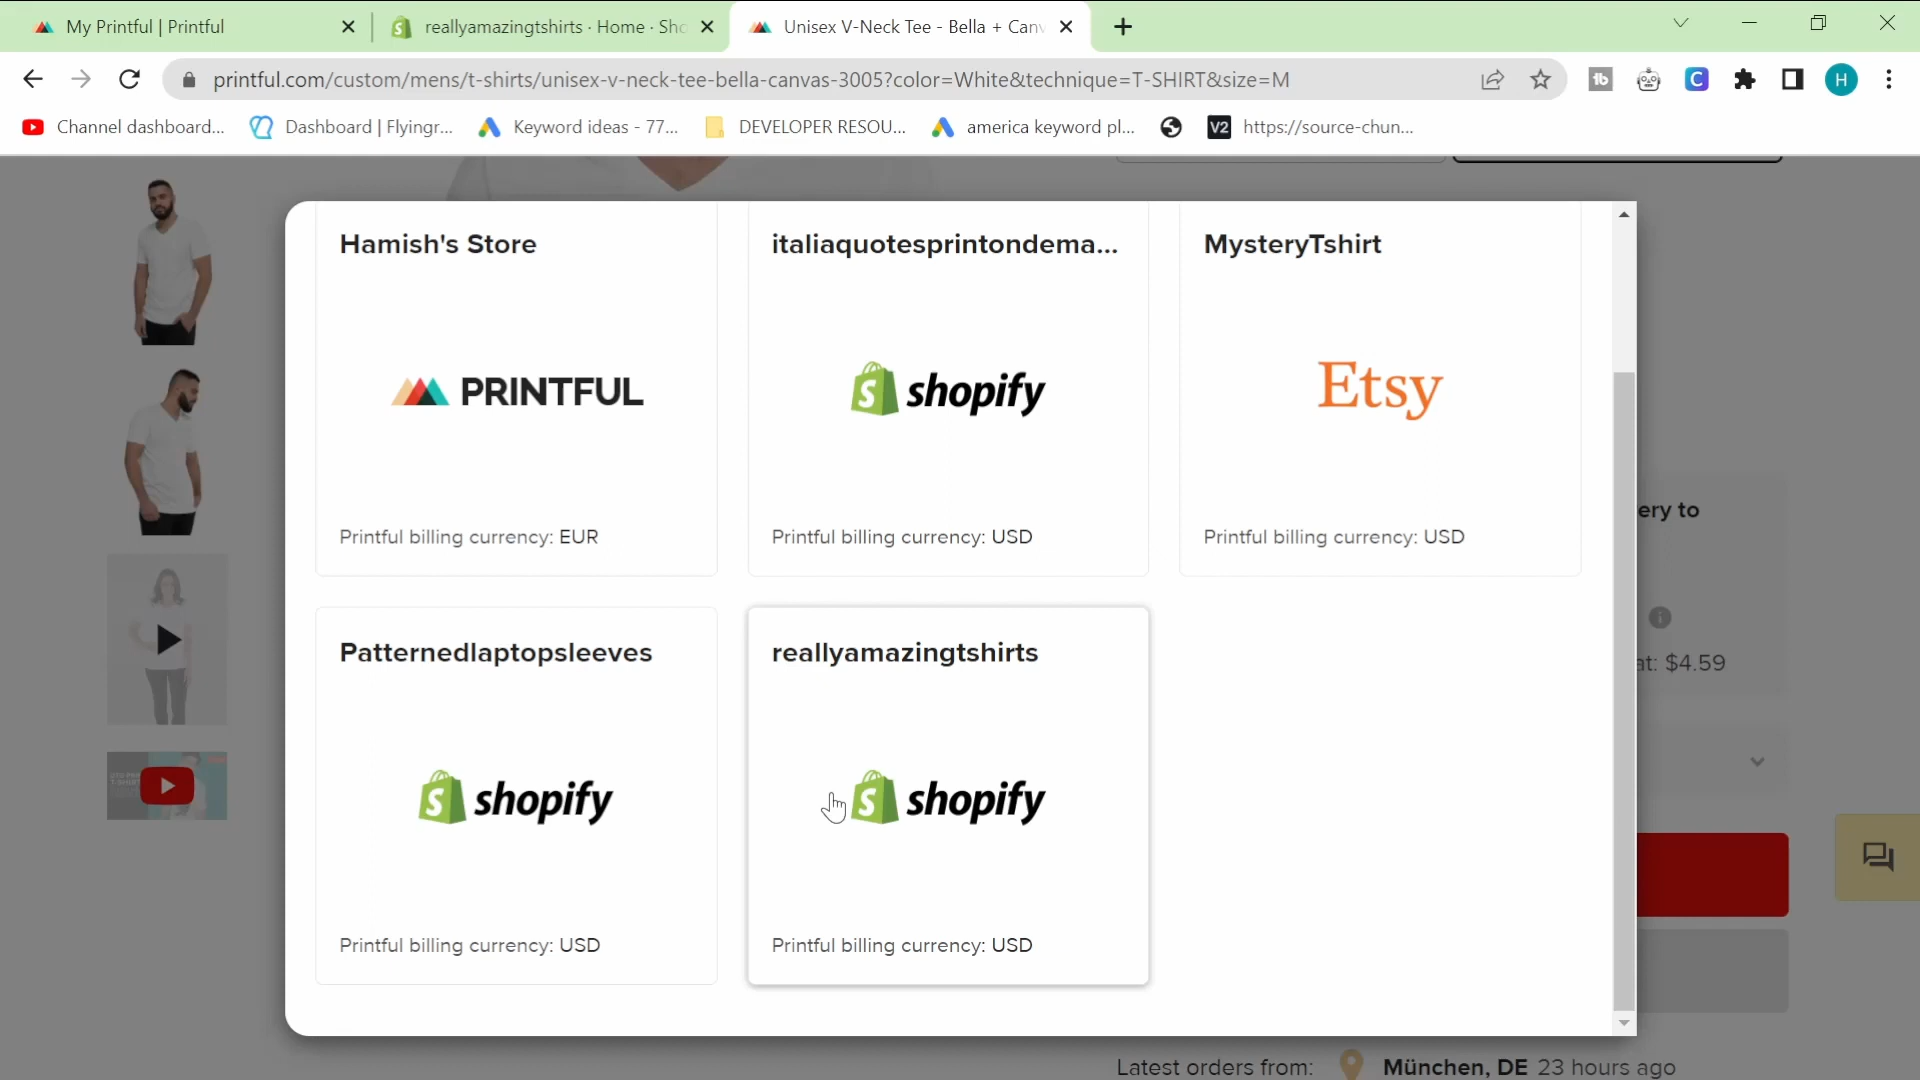 My Printful | Printful
reallyamazingtshirts · Home · Sho
Unisex V-Neck Tee - Bella + Canv
printful.com/custom/mens/t-shirts/unisex-v-neck-tee-bella-canvas-3005?color=White&technique=T-SHIRT&size=M
tb
C
H
Channel dashboard...
Dashboard | Flyingr...
Keyword ideas - 77...
DEVELOPER RESOU...
america keyword pl...
V2
https://source-chun...
Hamish's Store
italiaquotesprintondema...
MysteryTshirt
PRINTFUL
shopify
Etsy
Printful billing currency: EUR
Printful billing currency: USD
Printful billing currency: USD
Patternedlaptopsleeves
reallyamazingtshirts
shopify
shopify
Printful billing currency: USD
Printful billing currency: USD
ery to
at: $4.59
Latest orders from: München, DE 23 hours ago